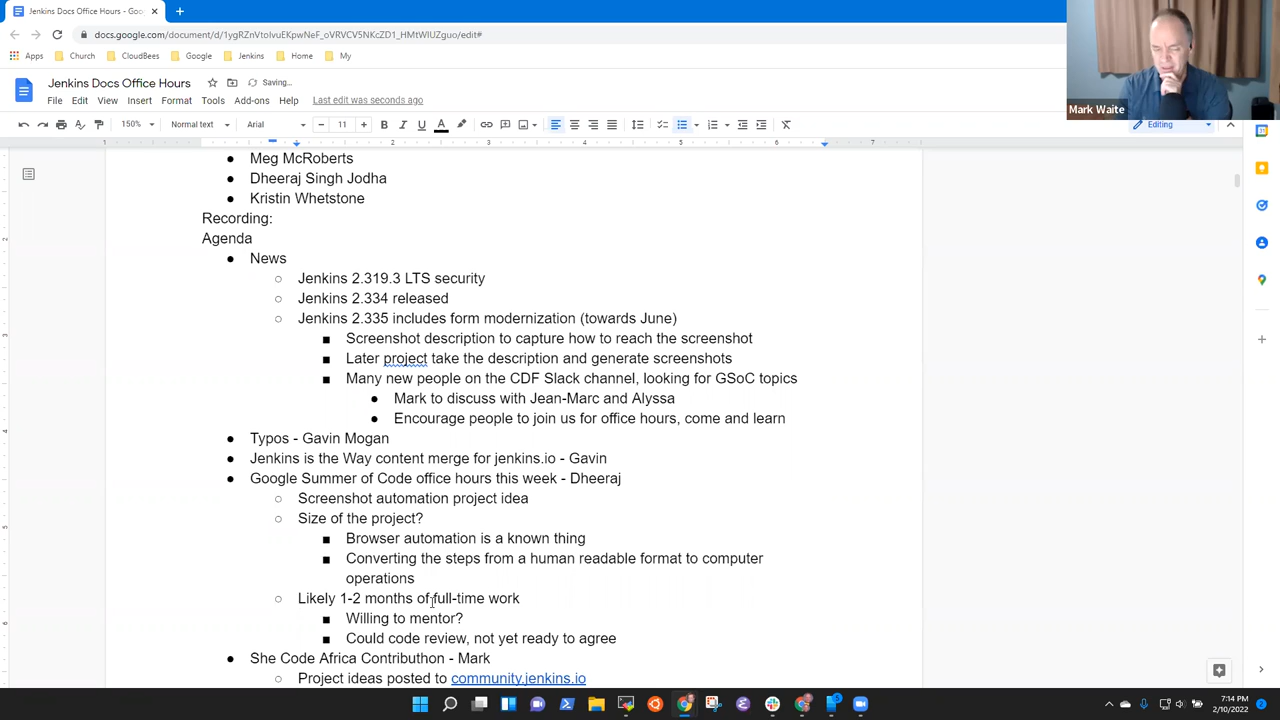 Jenkins Docs Office Hours - Goo
docs.google.com/document/d/1ygRZnVtoIvuEKpwNeF_oVRVCV5NKcZD1_HMtWIUZguo/edit#
Apps Church CloudBees Google Jenkins Home My
Mark Waite
Jenkins Docs Office Hours Saving...
File Edit View Insert Format Tools Add-ons Help Last edit was seconds ago
150% Normal text Arial 11 Editing
1 1 2 3 4 5 6 7
● Meg McRoberts
● Dheeraj Singh Jodha
● Kristin Whetstone
Recording:
Agenda
● News
○ Jenkins 2.319.3 LTS security
○ Jenkins 2.334 released
○ Jenkins 2.335 includes form modernization (towards June)
■ Screenshot description to capture how to reach the screenshot
■ Later project take the description and generate screenshots
■ Many new people on the CDF Slack channel, looking for GSoC topics
● Mark to discuss with Jean-Marc and Alyssa
● Encourage people to join us for office hours, come and learn
● Typos - Gavin Mogan
● Jenkins is the Way content merge for jenkins.io - Gavin
● Google Summer of Code office hours this week - Dheeraj
○ Screenshot automation project idea
○ Size of the project?
■ Browser automation is a known thing
■ Converting the steps from a human readable format to computer
operations
○ Likely 1-2 months of full-time work
■ Willing to mentor?
■ Could code review, not yet ready to agree
● She Code Africa Contributhon - Mark
○ Project ideas posted to community.jenkins.io
7:14 PM
2/10/2022